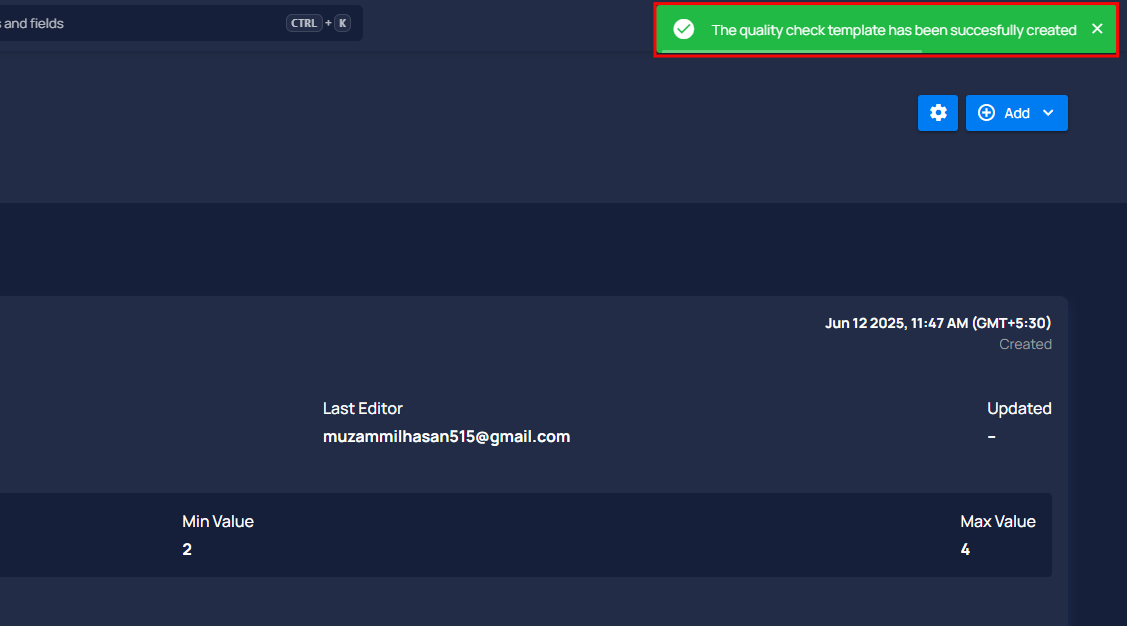 and fields
CTRL + K
The quality check template has been succesfully created
Add
Jun 12 2025, 11:47 AM (GMT+5:30)
Created
Last Editor
Updated
muzammilhasan515@gmail.com
–
Min Value
Max Value
2
4